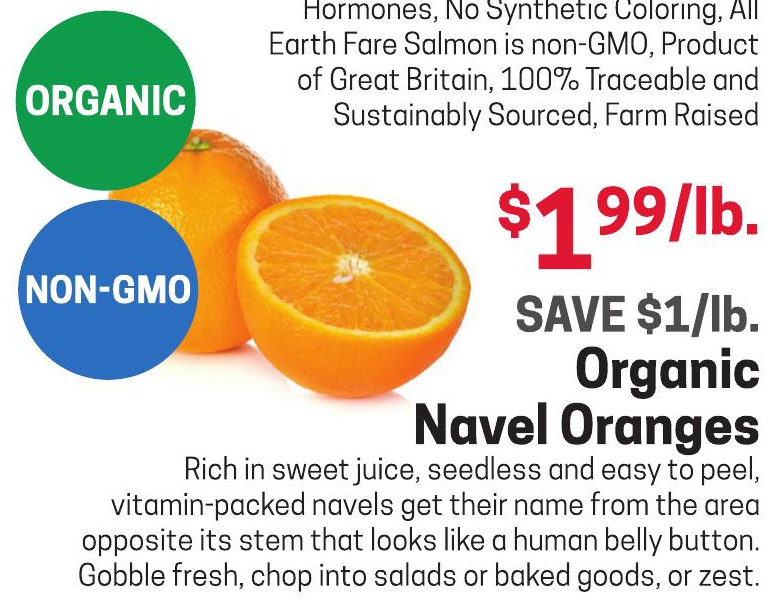 Hormones, No Synthetic Coloring, All
Earth Fare Salmon is non-GMO, Product
of Great Britain, 100% Traceable and
Sustainably Sourced, Farm Raised
ORGANIC
NON-GMO
$1 99/lb.
SAVE $1/lb.
Organic
Navel Oranges
Rich in sweet juice, seedless and easy to peel,
vitamin-packed navels get their name from the area
opposite its stem that looks like a human belly button.
Gobble fresh, chop into salads or baked goods, or zest.